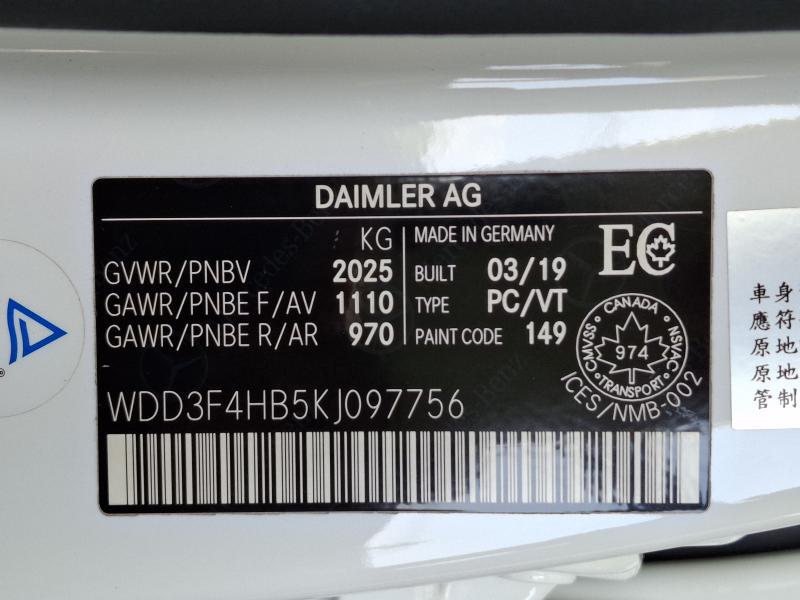 DAIMLER AG
KG
GVWR/PNBV 2025
GAWR/PNBE F/AV 1110
GAWR/PNBE R/AR 970
MADE IN GERMANY
BUILT 03/19
TYPE PC/VT
PAINT CODE 149
EC
CANADA
CMVSS
NSVAC
974
TRANSPORT
ICES/NMB-002
WDD3F4HB5KJ097756
車身
應符
原地
原地
管制